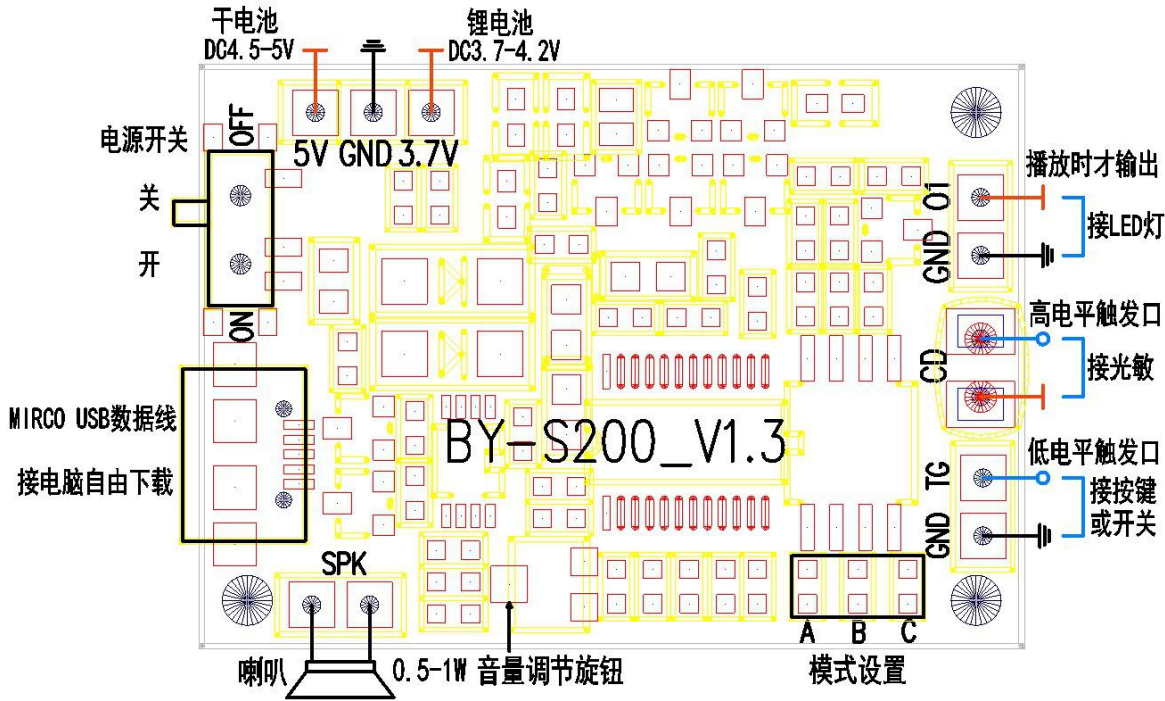 干电池
DC4.5-5V
锂电池
DC3.7-4.2V
5V GND 3.7V
电源开关
OFF
关
开
ON
MIRCO USB数据线
接电脑自由下载
BY-S200_V1.3
播放时才输出
01
接LED灯
GND
高电平触发口
CD
接光敏
低电平触发口
TG
接按键
或开关
GND
SPK
喇叭
0.5-1W
音量调节旋钮
A B C
模式设置